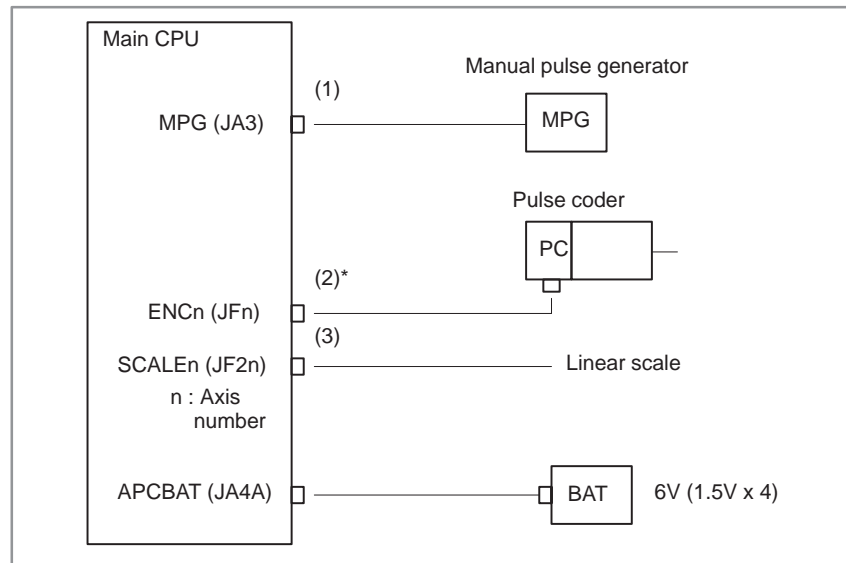 Main CPU
Manual pulse generator
(1)
MPG (JA3)
MPG
Pulse coder
PC
(2)*
ENCn (JFn)
(3)
SCALEn (JF2n)
Linear scale
n : Axis
number
APCBAT (JA4A)
BAT
6V (1.5V x 4)